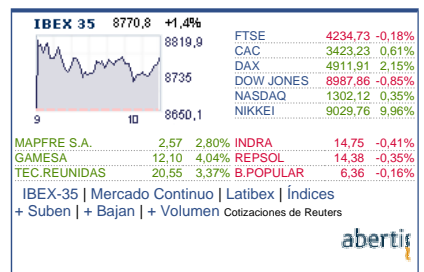 IBEX 35 8770,8 +1,4%
8819,9
8735
8650,1
9 10
FTSE 4234,73 -0,18%
CAC 3423,23 0,61%
DAX 4911,91 2,15%
DOW JONES 8987,86 -0,85%
NASDAQ 1302,12 0,35%
NIKKEI 9029,76 9,96%
MAPFRE S.A. 2,57 2,80% INDRA 14,75 -0,41%
GAMESA 12,10 4,04% REPSOL 14,38 -0,35%
TEC.REUNIDAS 20,55 3,37% B.POPULAR 6,36 -0,16%
IBEX-35 | Mercado Continuo | Latibex | Índices
+ Suben | + Bajan | + Volumen Cotizaciones de Reuters
aberti